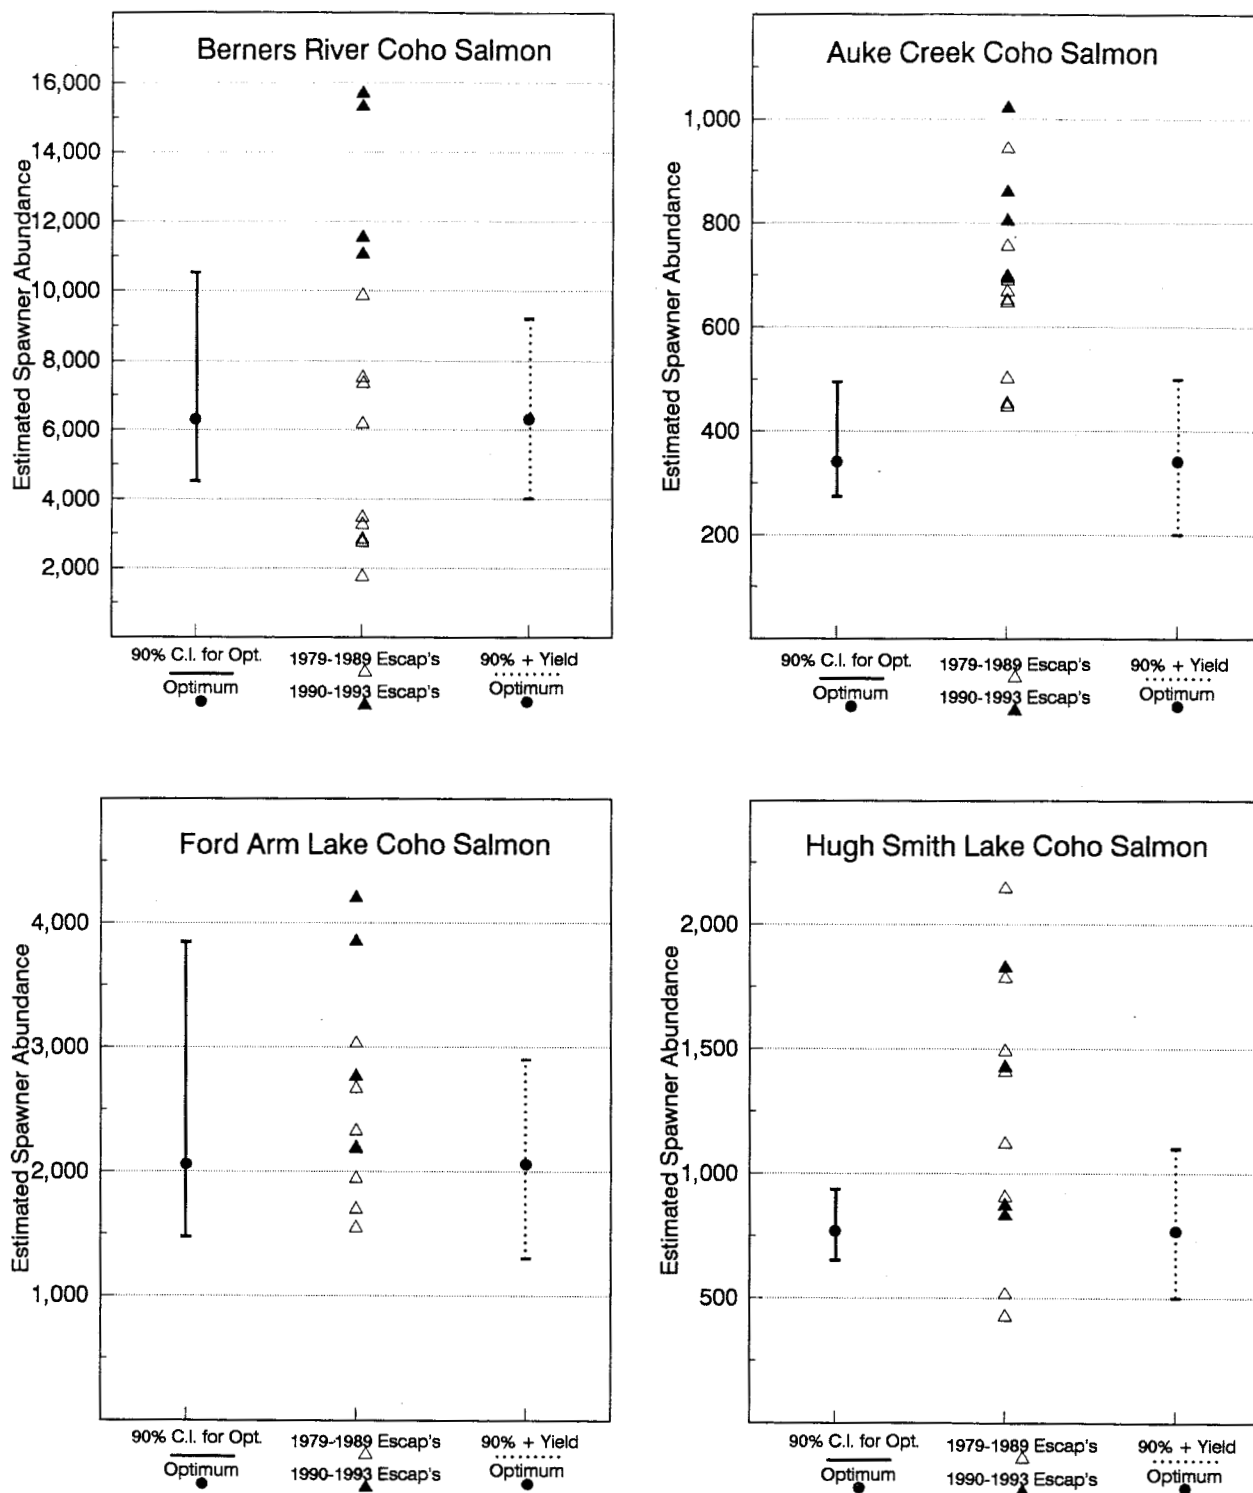 Berners River Coho Salmon
Estimated Spawner Abundance
16,000
14,000
12,000
10,000
8,000
6,000
4,000
2,000
90% C.I. for Opt.
Optimum
1979-1989 Escap's
1990-1993 Escap's
90% + Yield
Optimum
Auke Creek Coho Salmon
Estimated Spawner Abundance
1,000
800
600
400
200
90% C.I. for Opt.
Optimum
1979-1989 Escap's
1990-1993 Escap's
90% + Yield
Optimum
Ford Arm Lake Coho Salmon
Estimated Spawner Abundance
4,000
3,000
2,000
1,000
90% C.I. for Opt.
Optimum
1979-1989 Escap's
1990-1993 Escap's
90% + Yield
Optimum
Hugh Smith Lake Coho Salmon
Estimated Spawner Abundance
2,000
1,500
1,000
500
90% C.I. for Opt.
Optimum
1979-1989 Escap's
1990-1993 Escap's
90% + Yield
Optimum